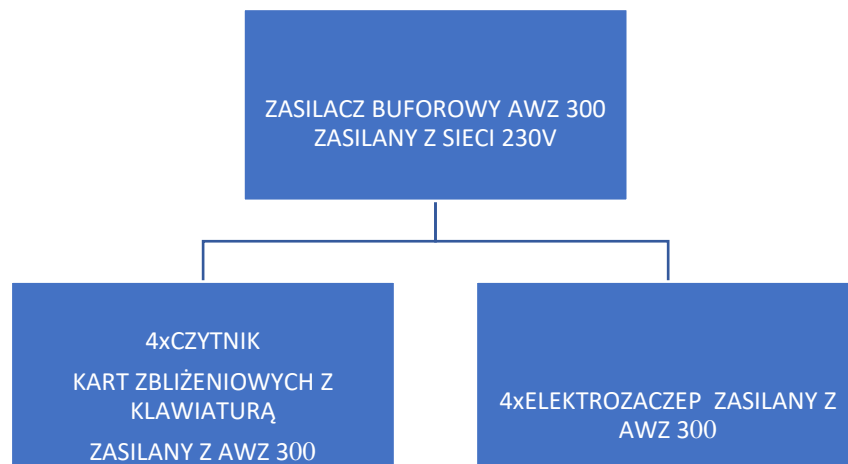 ZASILACZ BUFOROWY AWZ 300
ZASILANY Z SIECI 230V
4xCZYTNIK
KART ZBLIŻENIOWYCH Z
KLAWIATURĄ
ZASILANY Z AWZ 300
4xELEKTROZACZEP  ZASILANY Z
AWZ 300